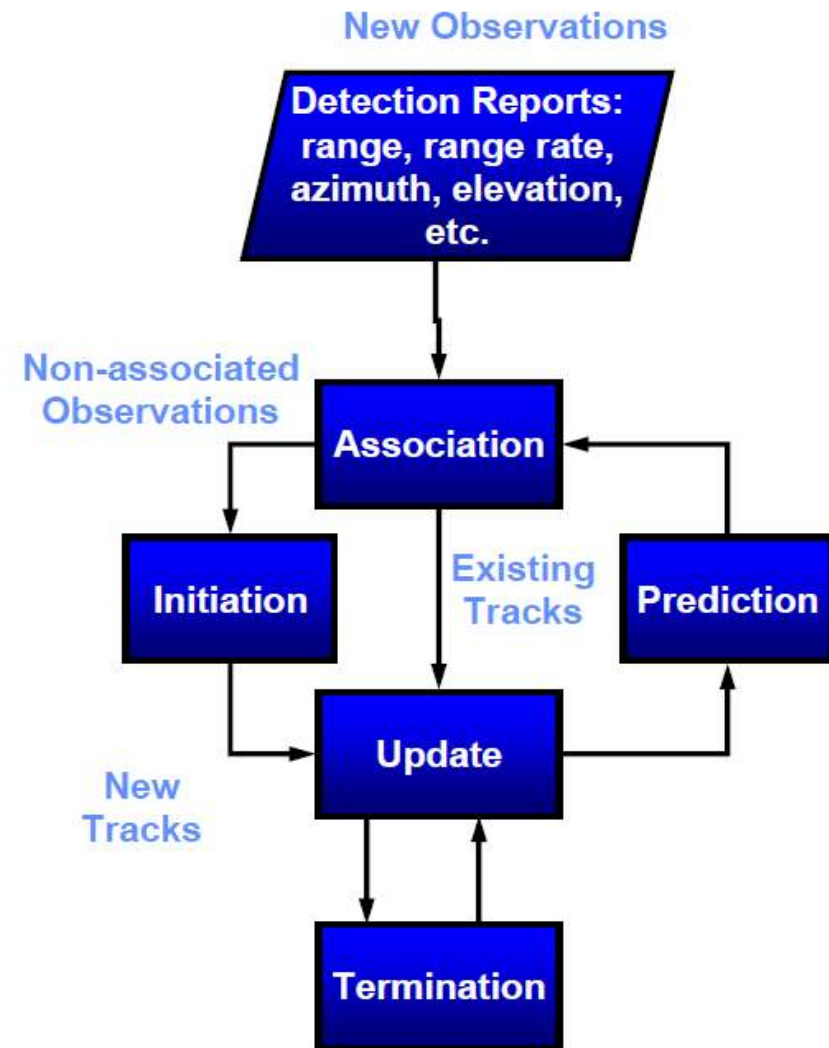 New Observations
Detection Reports:
range, range rate,
azimuth, elevation,
etc.
Non-associated
Observations
Association
Initiation
Existing
Tracks
Prediction
Update
New
Tracks
Termination